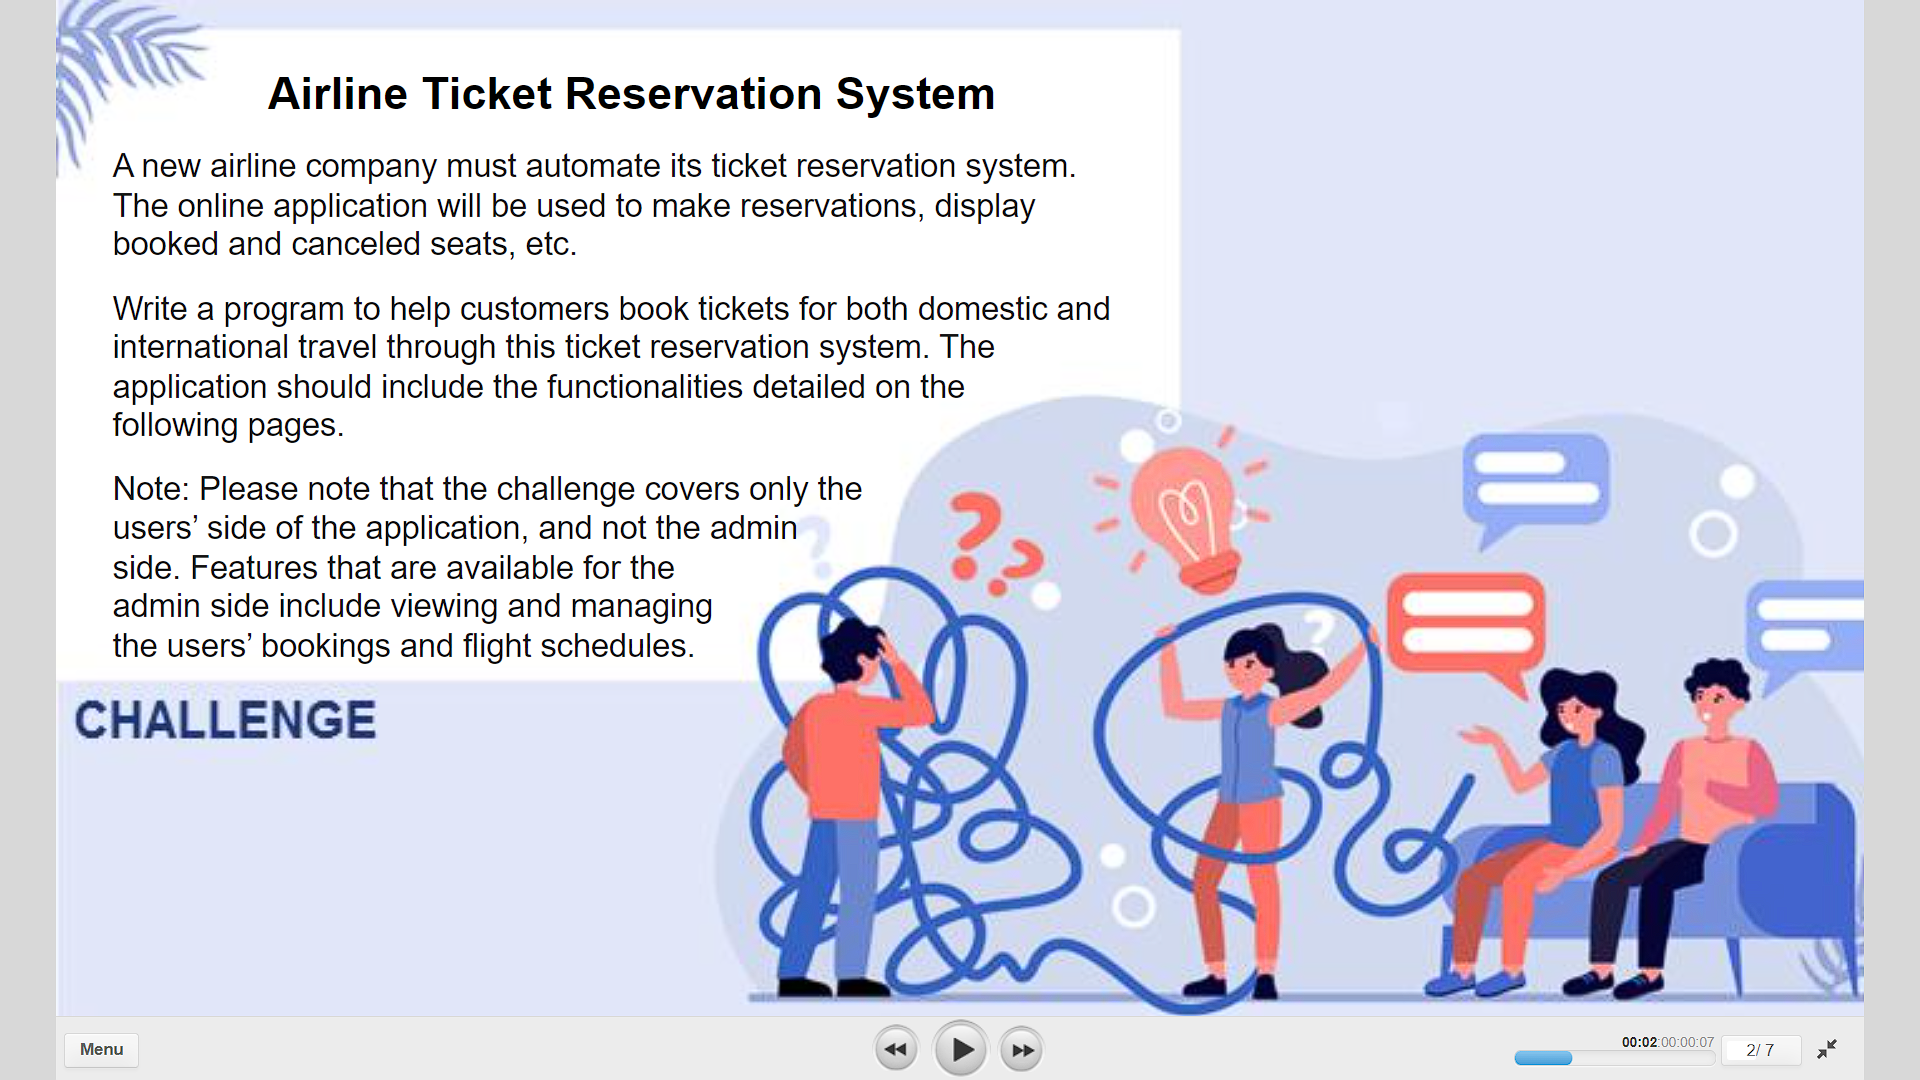 Airline Ticket Reservation System
A new airline company must automate its ticket reservation system.
The online application will be used to make reservations, display
booked and canceled seats, etc.
Write a program to help customers book tickets for both domestic and
international travel through this ticket reservation system. The
application should include the functionalities detailed on the
following pages.
Note: Please note that the challenge covers only the
users’ side of the application, and not the admin
side. Features that are available for the
admin side include viewing and managing
the users’ bookings and flight schedules.
CHALLENGE
? ? ? ?
Menu
00:02:00:00:07
2/ 7